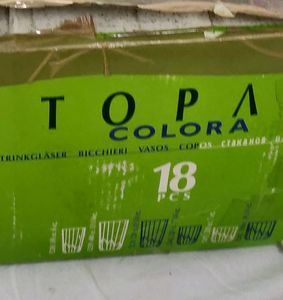 TOPA
COLORA
TRINKGLÄSER BICCHIERI VASOS COPOS СТАКАНОВ
18
PCS